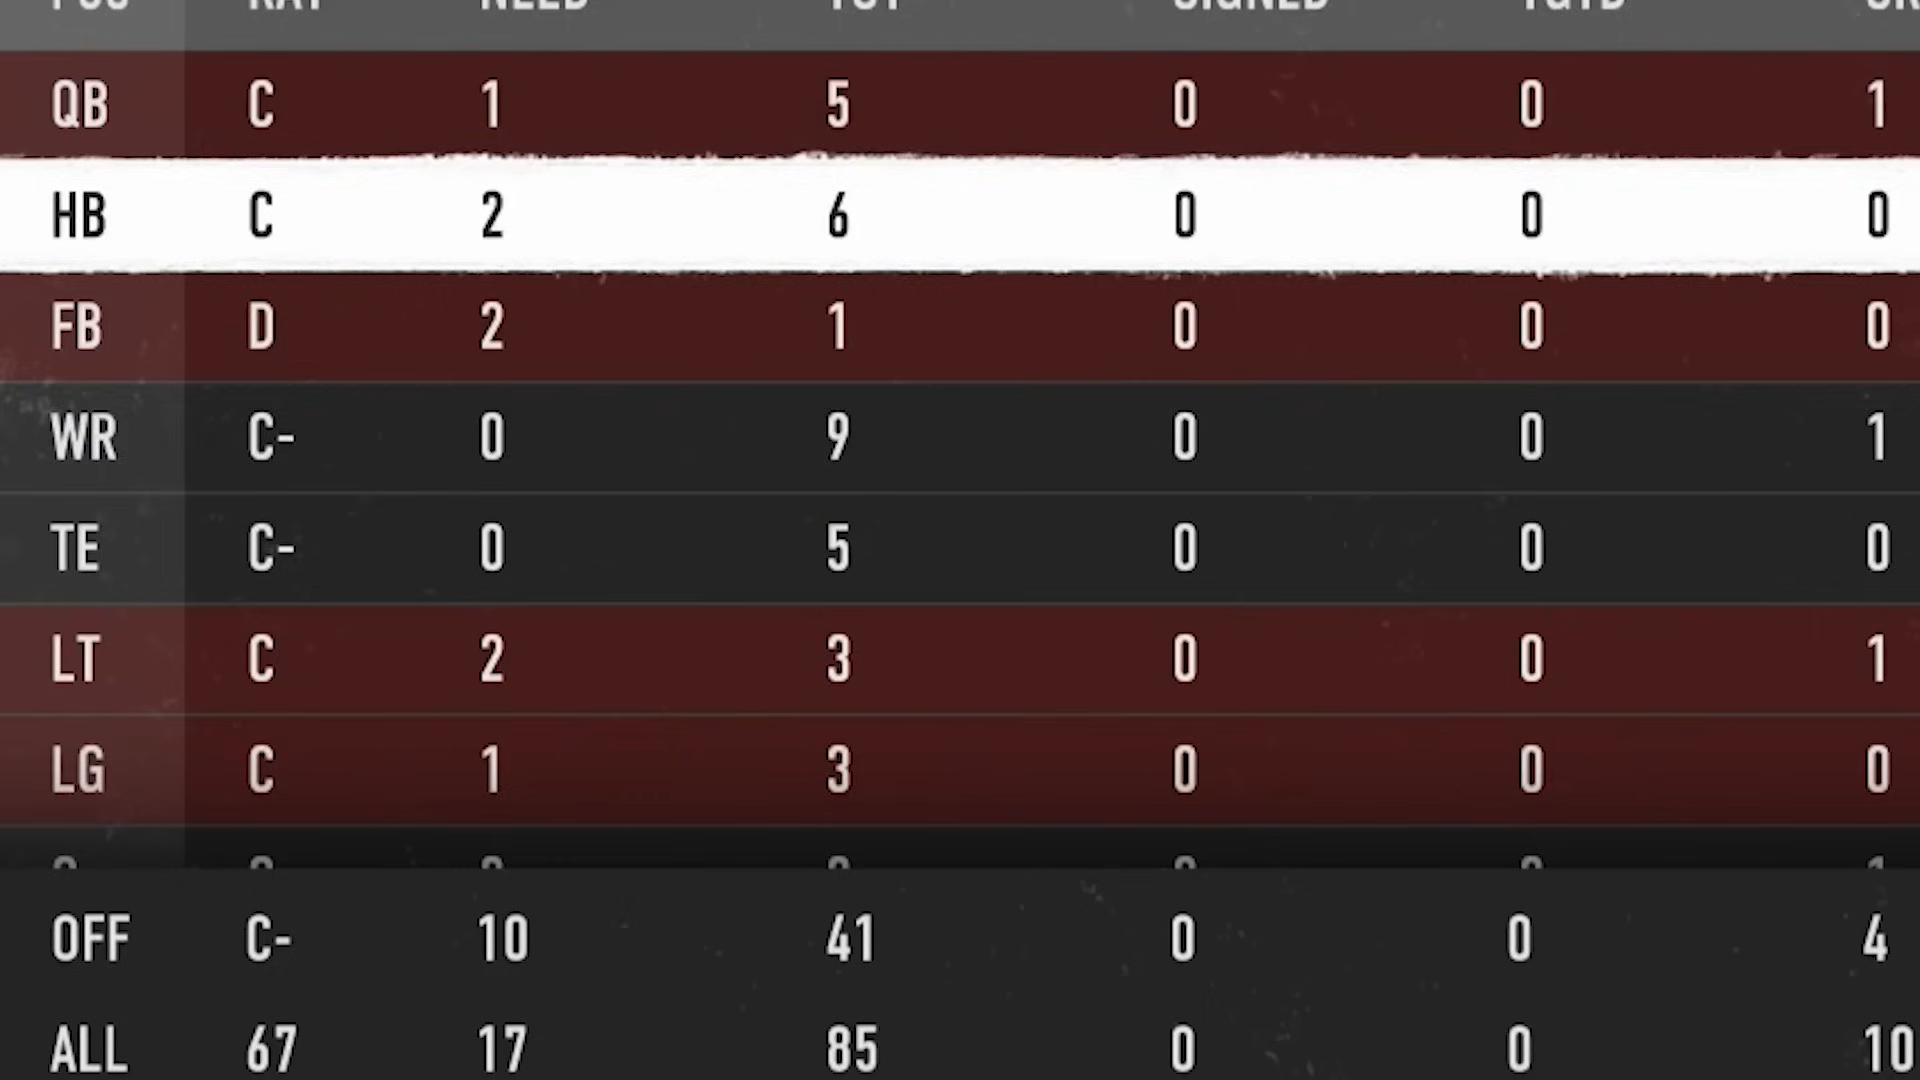 QB C 1 5 0 0 1
HB C 2 6 0 0 0
FB D 2 1 0 0 0
WR C- 0 9 0 0 1
TE C- 0 5 0 0 0
LT C 2 3 0 0 1
LG C 1 3 0 0 0
OFF C- 10 41 0 0 4
ALL 67 17 85 0 0 10